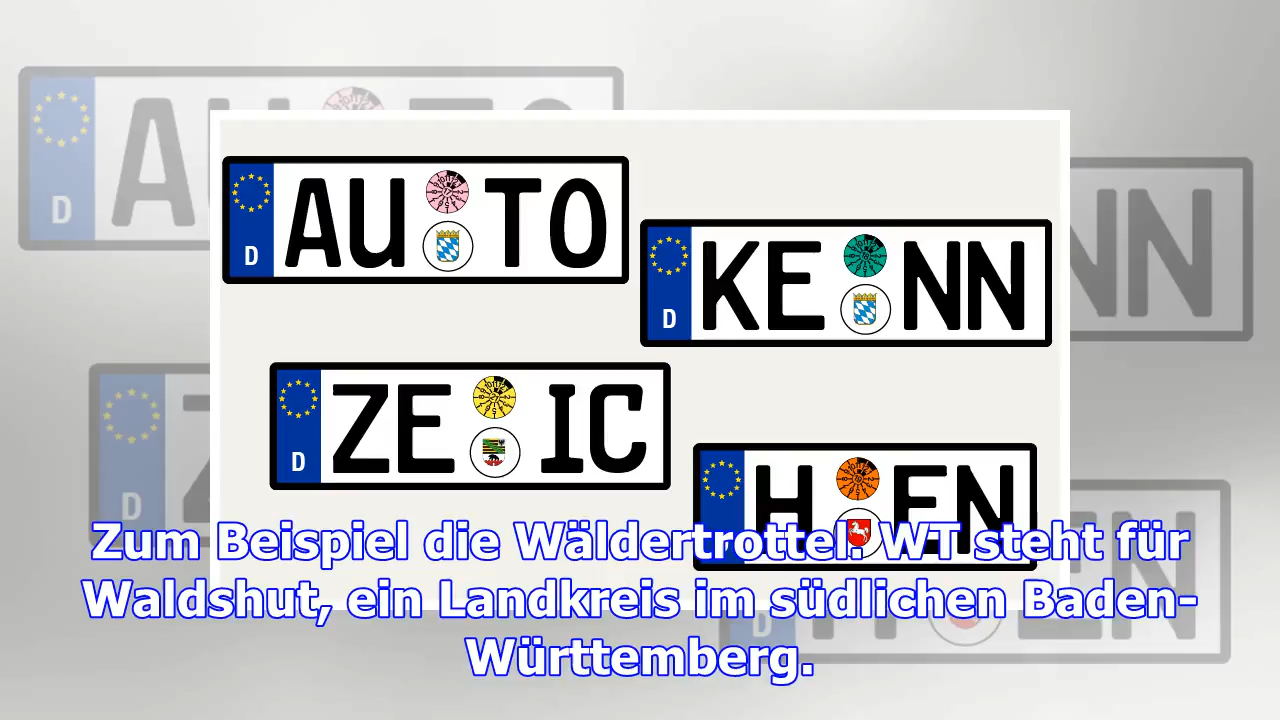 D AU TO
D KE NN
D ZE IC
D H EN
Zum Beispiel die Wäldertrottel. WT steht für
Waldshut, ein Landkreis im südlichen Baden-
Württemberg.